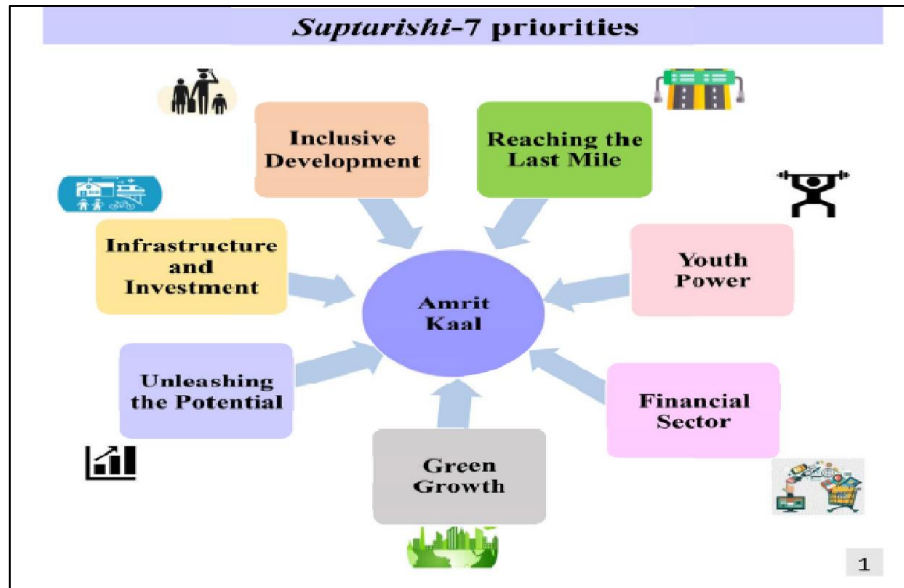 Saptarishi-7 priorities
Inclusive
Development
Reaching the
Last Mile
Infrastructure
and
Investment
Youth
Power
Amrit
Kaal
Unleashing
the Potential
Financial
Sector
Green
Growth
1